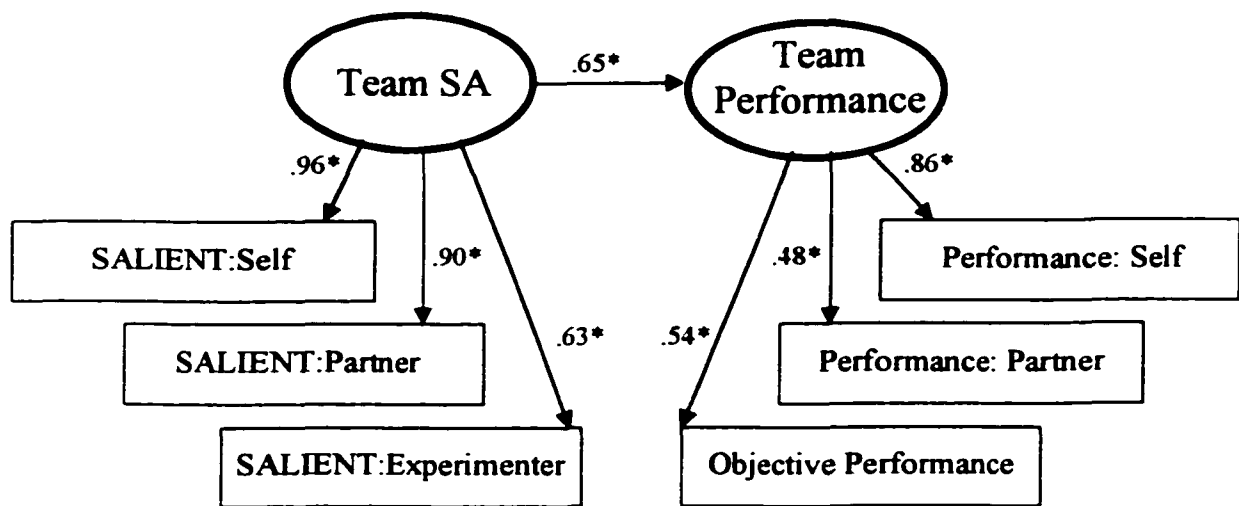 Team SA
.65*
Team
Performance
.96*
.90*
.63*
.54*
.48*
.86*
SALIENT:Self
SALIENT:Partner
SALIENT:Experimenter
Performance: Self
Performance: Partner
Objective Performance